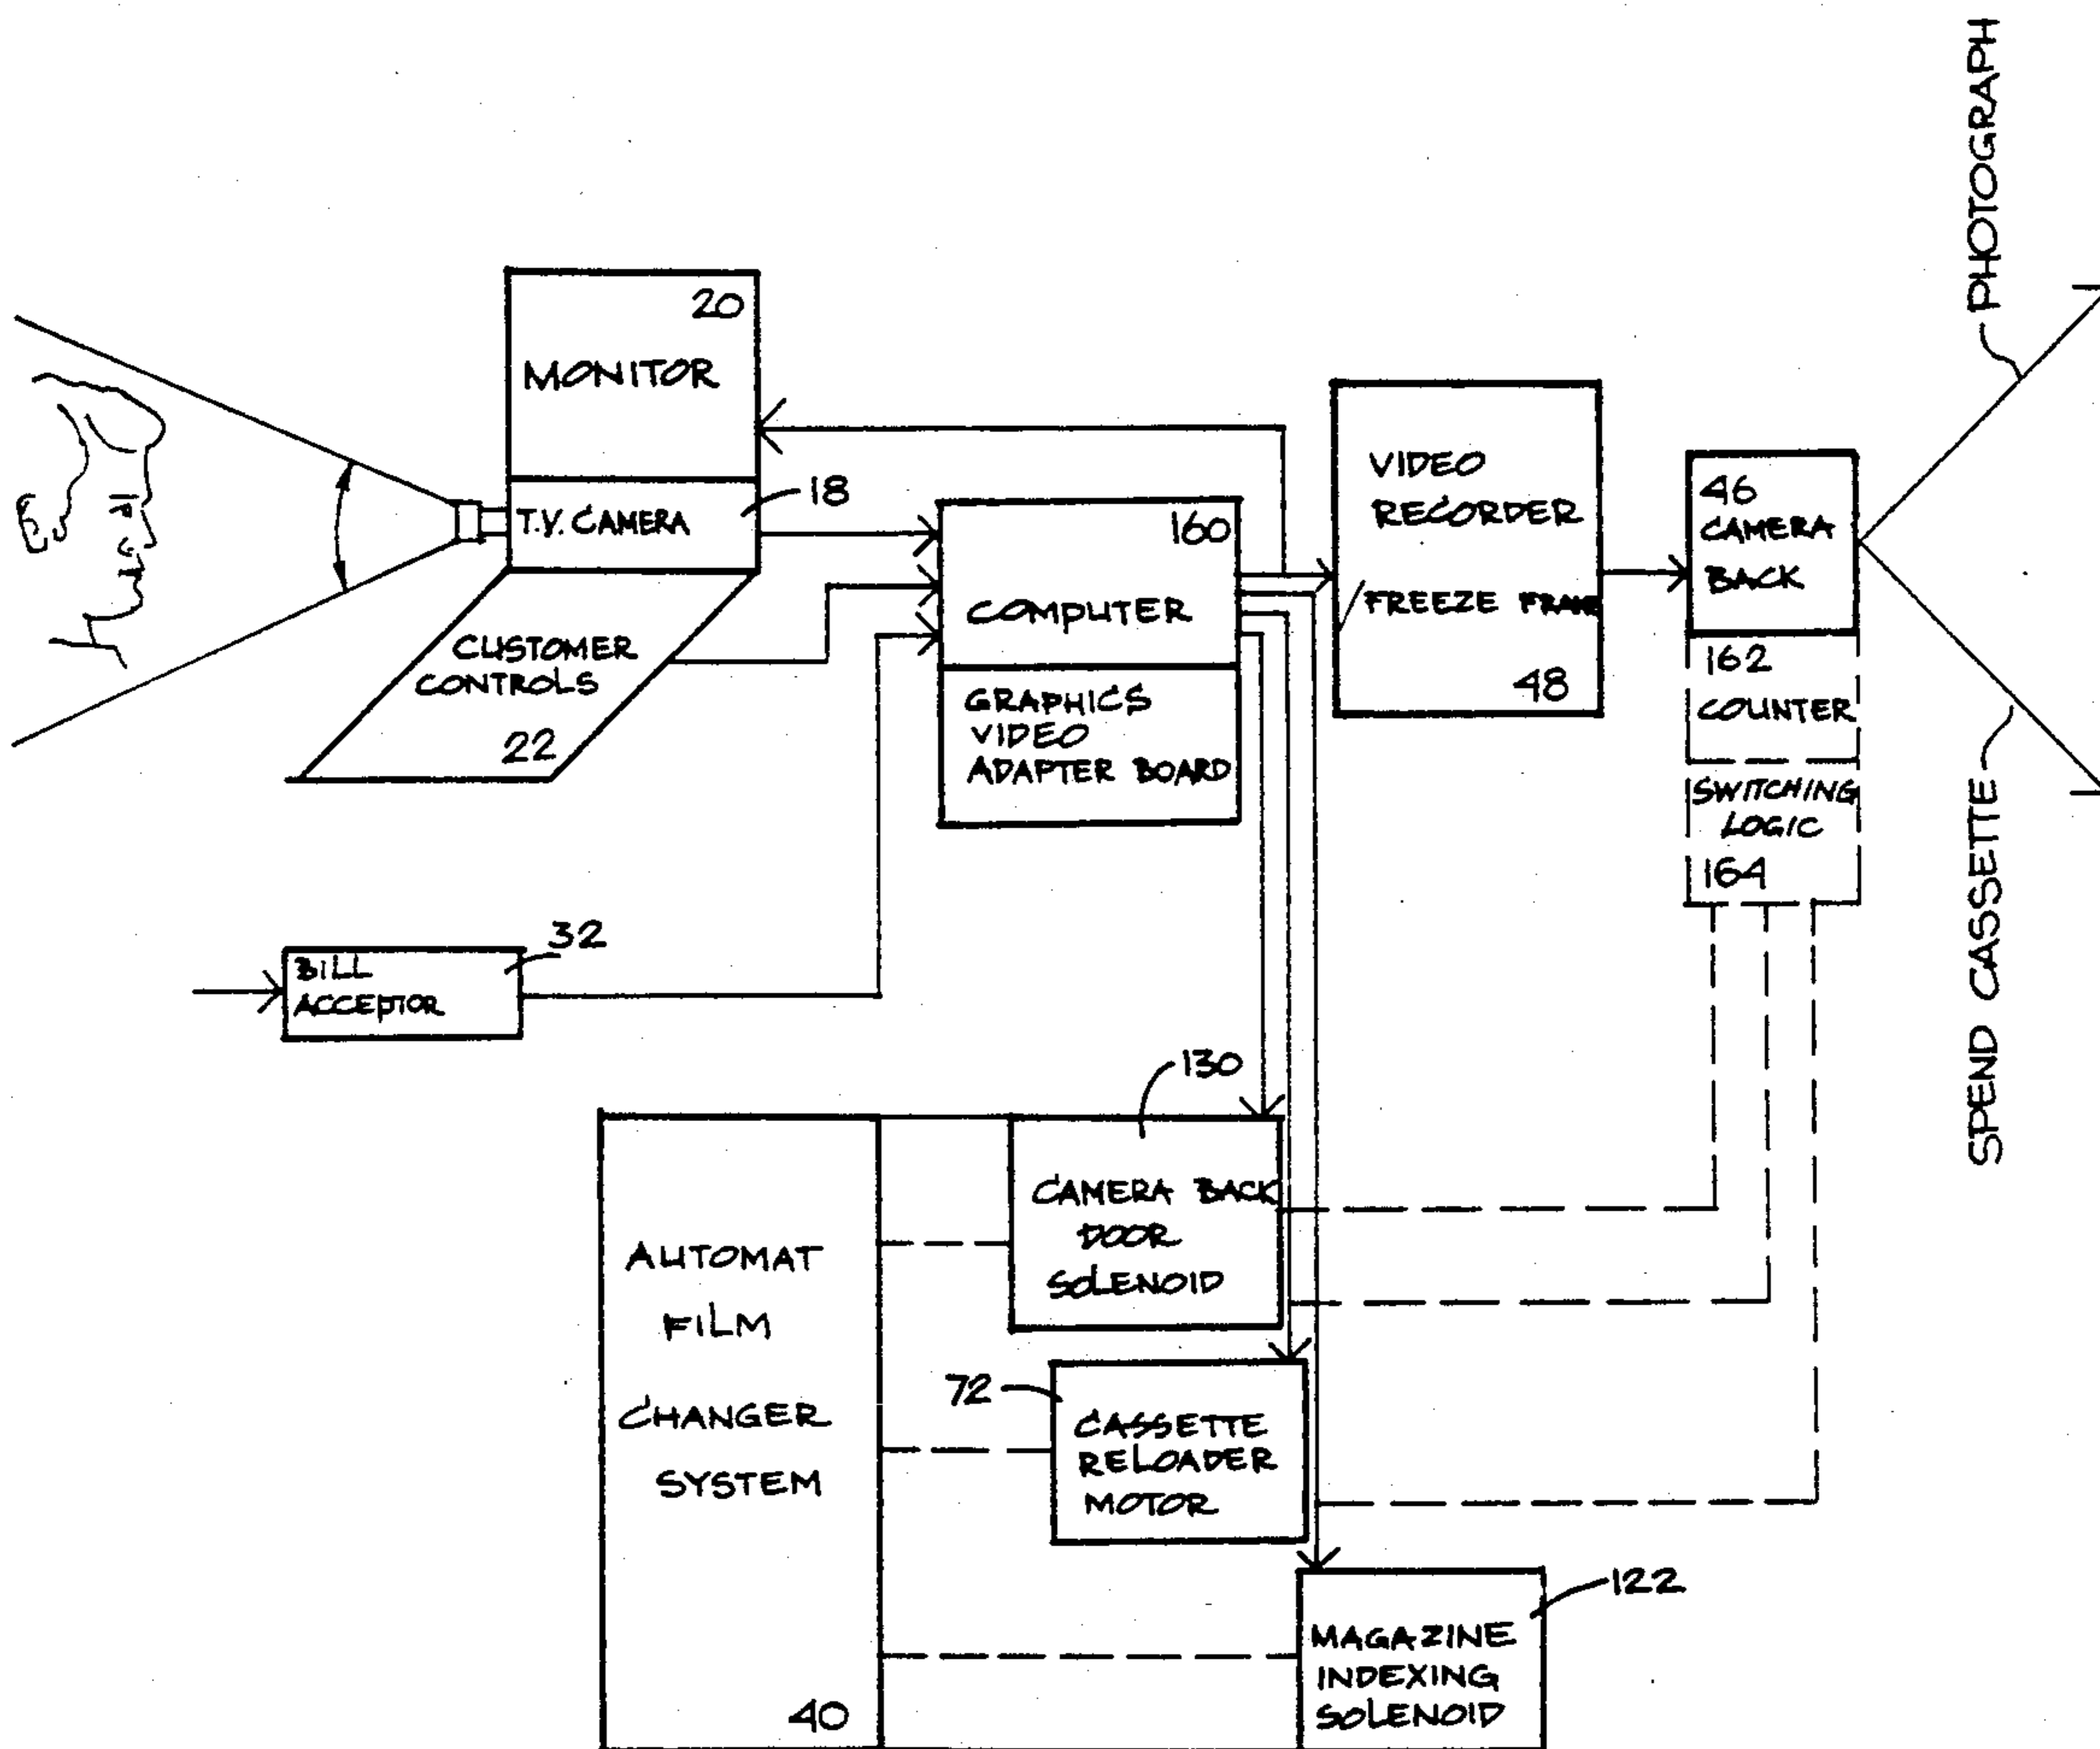 PHOTOGRAPH
20
MONITOR
18
T.V. CAMERA
CUSTOMER
CONTROLS
22
160
COMPUTER
GRAPHICS
VIDEO
ADAPTER BOARD
VIDEO
RECORDER
FREEZE FRAME
48
46
CAMERA
BACK
162
COUNTER
SWITCHING
LOGIC
164
SPEND CASSETTE
32
BILL
ACCEPTOR
130
CAMERA BACK
DOOR
SOLENOID
AUTOMAT
FILM
CHANGER
SYSTEM
40
72
CASSETTE
RELOADER
MOTOR
122
MAGAZINE
INDEXING
SOLENOID